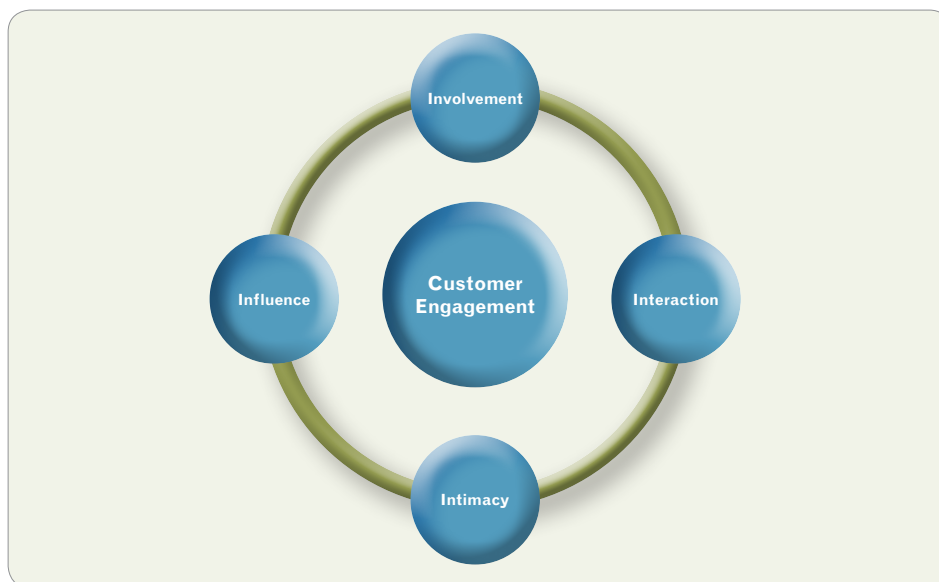 Involvement
Customer
Engagement
Influence
Interaction
Intimacy